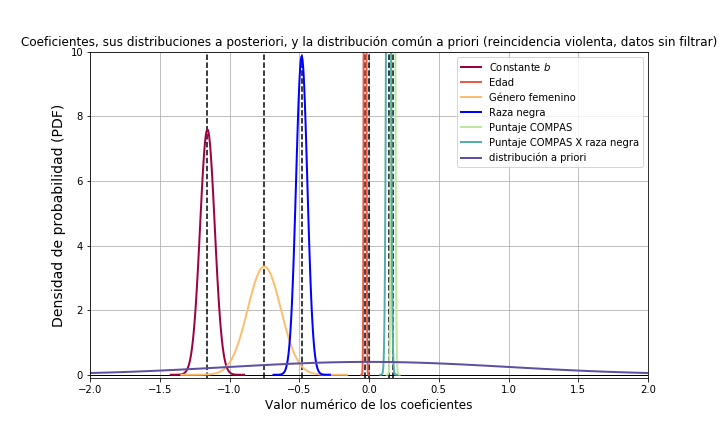 Coeficientes, sus distribuciones a posteriori, y la distribución común a priori (reincidencia violenta, datos sin filtrar)
Densidad de probabilidad (PDF)
10
8
6
4
2
0
Constante b
Edad
Género femenino
Raza negra
Puntaje COMPAS
Puntaje COMPAS X raza negra
distribución a priori
−2.0 −1.5 −1.0 −0.5 0.0 0.5 1.0 1.5 2.0
Valor numérico de los coeficientes